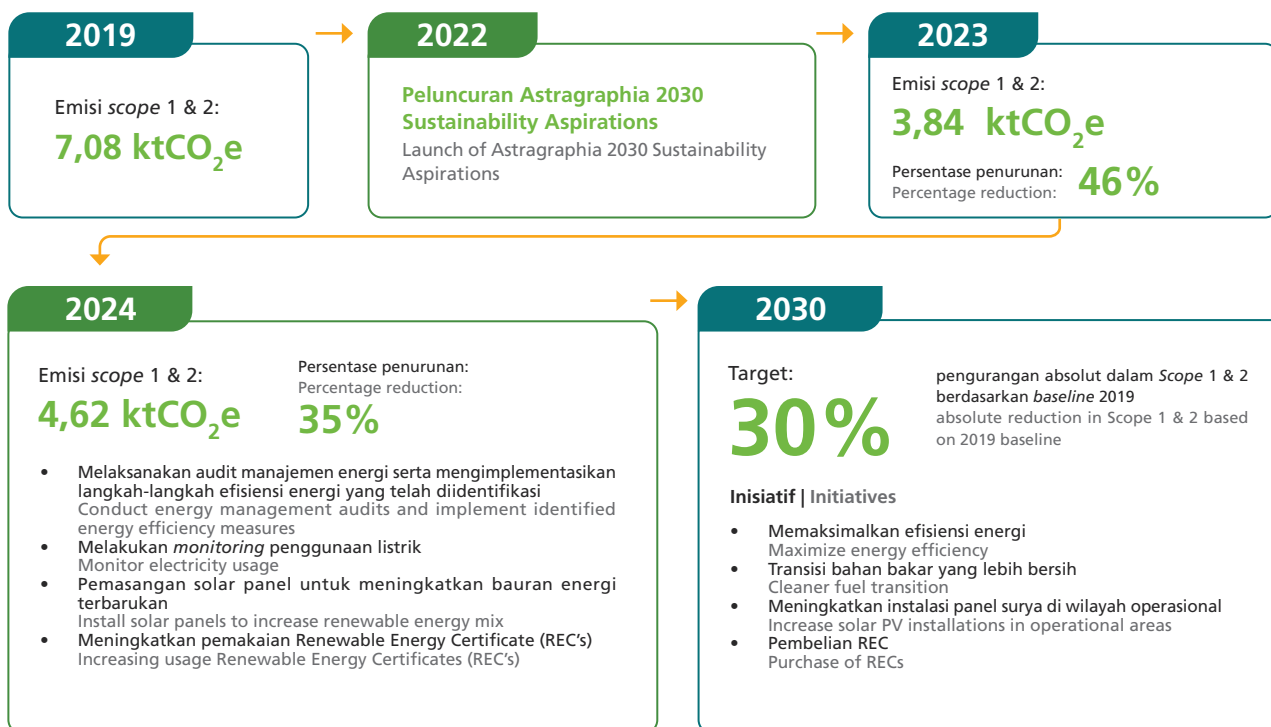 2019
Emisi scope 1 & 2:
7,08 ktCO₂e
2022
Peluncuran Astragraphia 2030
Sustainability Aspirations
Launch of Astragraphia 2030 Sustainability
Aspirations
2023
Emisi scope 1 & 2:
3,84 ktCO₂e
Persentase penurunan:
Percentage reduction:
46%
2024
Emisi scope 1 & 2:
4,62 ktCO₂e
Persentase penurunan:
Percentage reduction:
35%
• Melaksanakan audit manajemen energi serta mengimplementasikan
langkah-langkah efisiensi energi yang telah diidentifikasi
Conduct energy management audits and implement identified
energy efficiency measures
• Melakukan monitoring penggunaan listrik
Monitor electricity usage
• Pemasangan solar panel untuk meningkatkan bauran energi
terbarukan
Install solar panels to increase renewable energy mix
• Meningkatkan pemakaian Renewable Energy Certificate (REC's)
Increasing usage Renewable Energy Certificates (REC's)
2030
Target:
30%
pengurangan absolut dalam Scope 1 & 2
berdasarkan baseline 2019
absolute reduction in Scope 1 & 2 based
on 2019 baseline
Inisiatif | Initiatives
• Memaksimalkan efisiensi energi
Maximize energy efficiency
• Transisi bahan bakar yang lebih bersih
Cleaner fuel transition
• Meningkatkan instalasi panel surya di wilayah operasional
Increase solar PV installations in operational areas
• Pembelian REC
Purchase of RECs